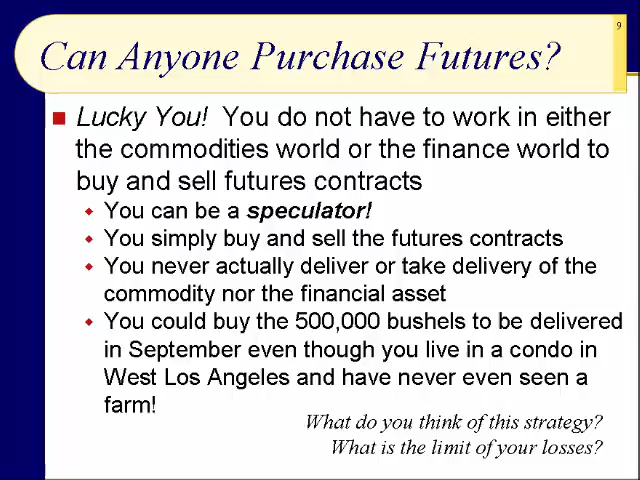 9
Can Anyone Purchase Futures?
Lucky You! You do not have to work in either
the commodities world or the finance world to
buy and sell futures contracts
You can be a speculator!
You simply buy and sell the futures contracts
You never actually deliver or take delivery of the
commodity nor the financial asset
You could buy the 500,000 bushels to be delivered
in September even though you live in a condo in
West Los Angeles and have never even seen a
farm!
What do you think of this strategy?
What is the limit of your losses?